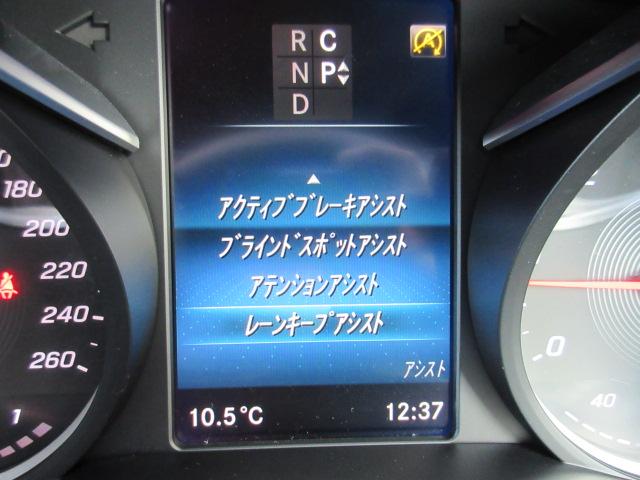 R C
N P
D
A
アクティブブレーキアシスト
ブラインドスポットアシスト
アテンションアシスト
レーンキープアシスト
アシスト
10.5°C
12:37
180
200
220
240
260
1
0
40